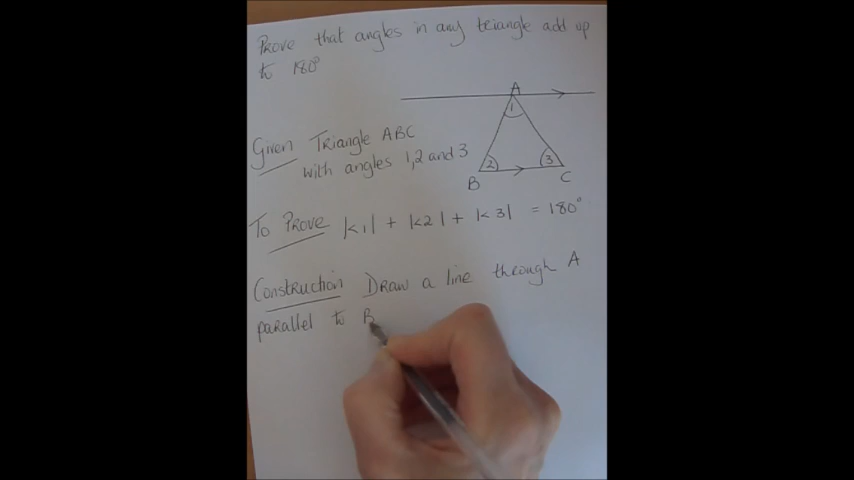 Prove that angles in any triangle add up
to 180°
A
1
Given Triangle ABC
with angles 1,2 and 3
2
3
B
C
To Prove |<1| + |<2| + |<3| = 180°
Construction Draw a line through A
parallel to B